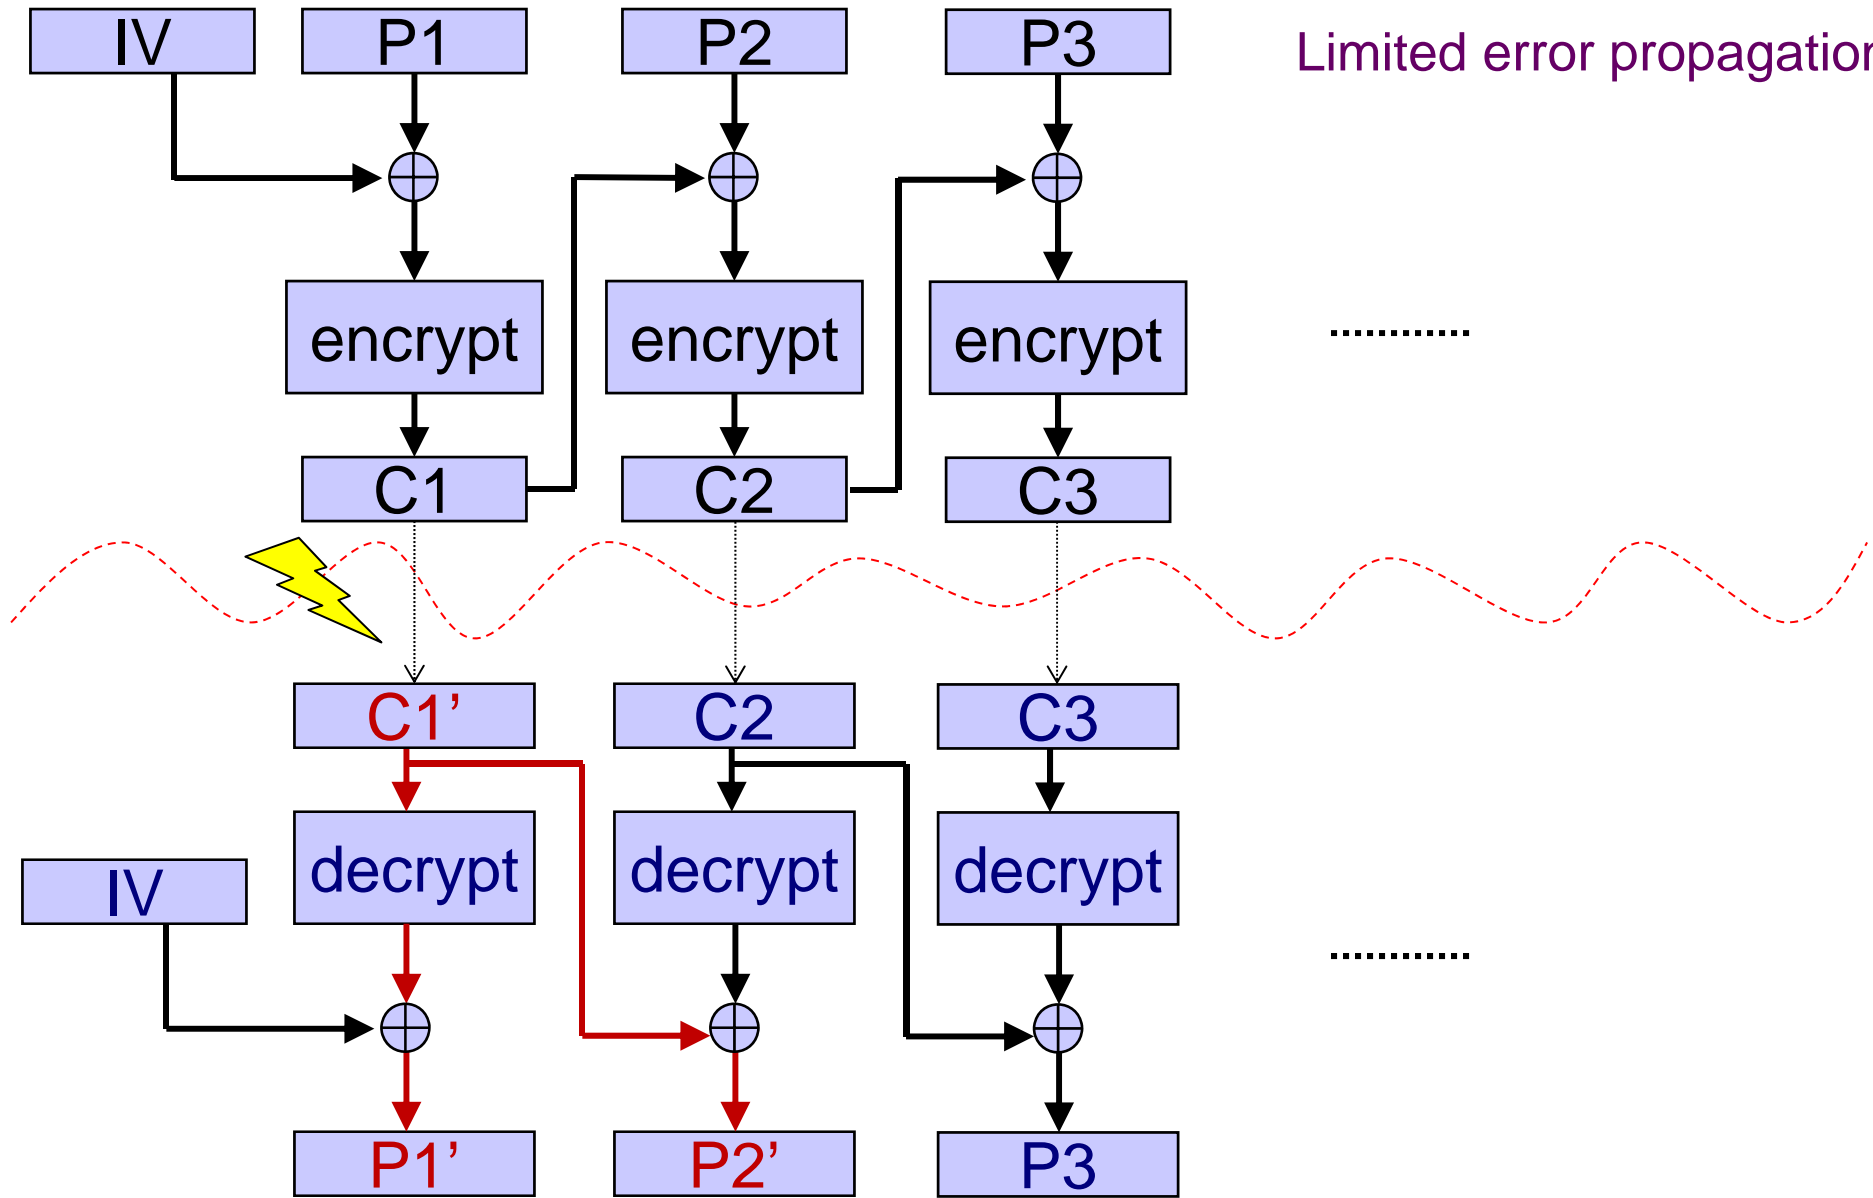 IV P1 P2 P3 Limited error propagation
encrypt encrypt encrypt
C1 C2 C3
C1’ C2 C3
decrypt decrypt decrypt
IV
P1’ P2’ P3